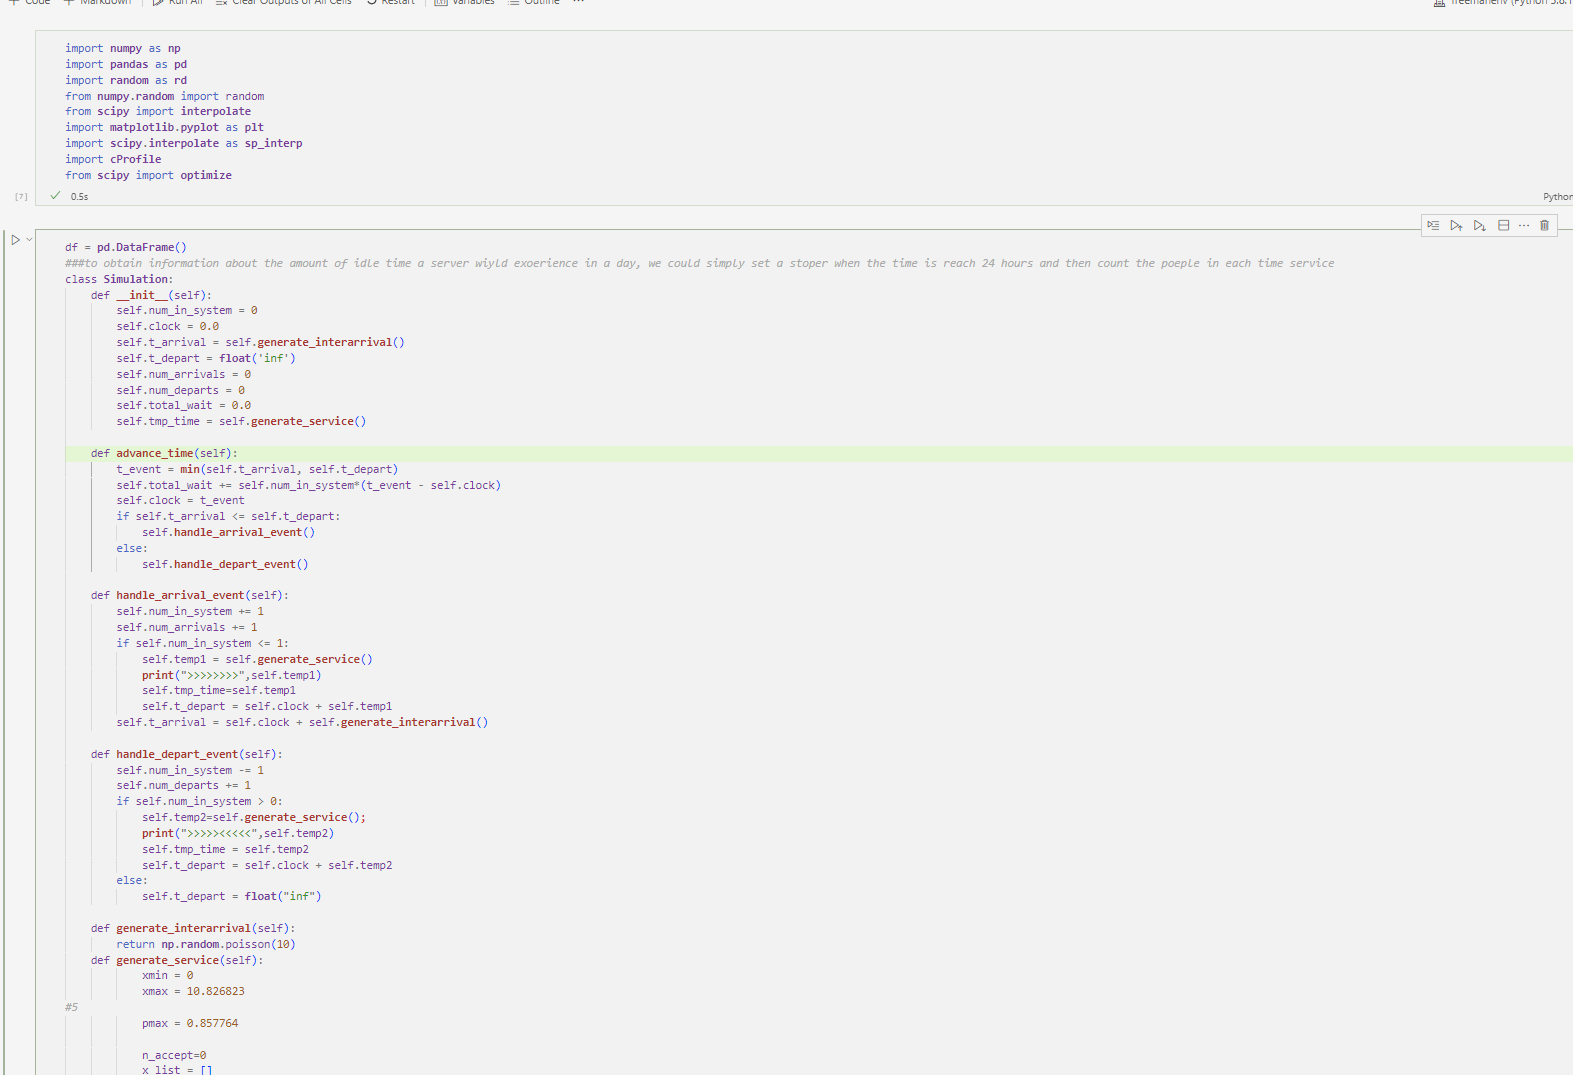 + Code + Markdown | Run All Clear Outputs of All Cells Restart | Variables Outline ...
freemanenv (Python 3.8.1
import numpy as np
import pandas as pd
import random as rd
from numpy.random import random
from scipy import interpolate
import matplotlib.pyplot as plt
import scipy.interpolate as sp_interp
import cProfile
from scipy import optimize
[7] ✓ 0.5s
Python
df = pd.DataFrame()
###to obtain information about the amount of idle time a server wiyld exoerience in a day, we could simply set a stoper when the time is reach 24 hours and then count the poeple in each time service
class Simulation:
    def __init__(self):
        self.num_in_system = 0
        self.clock = 0.0
        self.t_arrival = self.generate_interarrival()
        self.t_depart = float('inf')
        self.num_arrivals = 0
        self.num_departs = 0
        self.total_wait = 0.0
        self.tmp_time = self.generate_service()
    def advance_time(self):
        t_event = min(self.t_arrival, self.t_depart)
        self.total_wait += self.num_in_system*(t_event - self.clock)
        self.clock = t_event
        if self.t_arrival <= self.t_depart:
            self.handle_arrival_event()
        else:
            self.handle_depart_event()
    def handle_arrival_event(self):
        self.num_in_system += 1
        self.num_arrivals += 1
        if self.num_in_system <= 1:
            self.temp1 = self.generate_service()
            print(">>>>>>>>",self.temp1)
            self.tmp_time=self.temp1
            self.t_depart = self.clock + self.temp1
        self.t_arrival = self.clock + self.generate_interarrival()
    def handle_depart_event(self):
        self.num_in_system -= 1
        self.num_departs += 1
        if self.num_in_system > 0:
            self.temp2=self.generate_service();
            print(">>>>><<<<<",self.temp2)
            self.tmp_time = self.temp2
            self.t_depart = self.clock + self.temp2
        else:
            self.t_depart = float("inf")
    def generate_interarrival(self):
        return np.random.poisson(10)
    def generate_service(self):
            xmin = 0
            xmax = 10.826823
#5
            pmax = 0.857764
            n_accept=0
            x_list = []